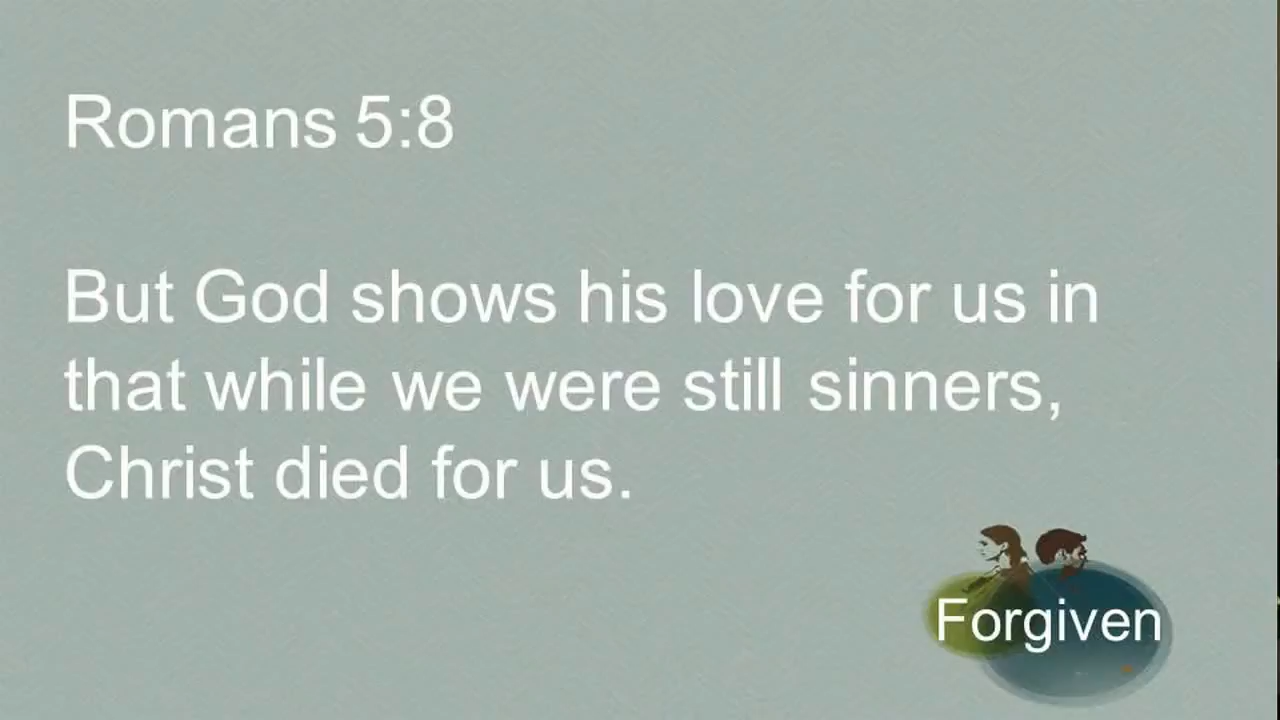 Romans 5:8
But God shows his love for us in
that while we were still sinners,
Christ died for us.
Forgiven